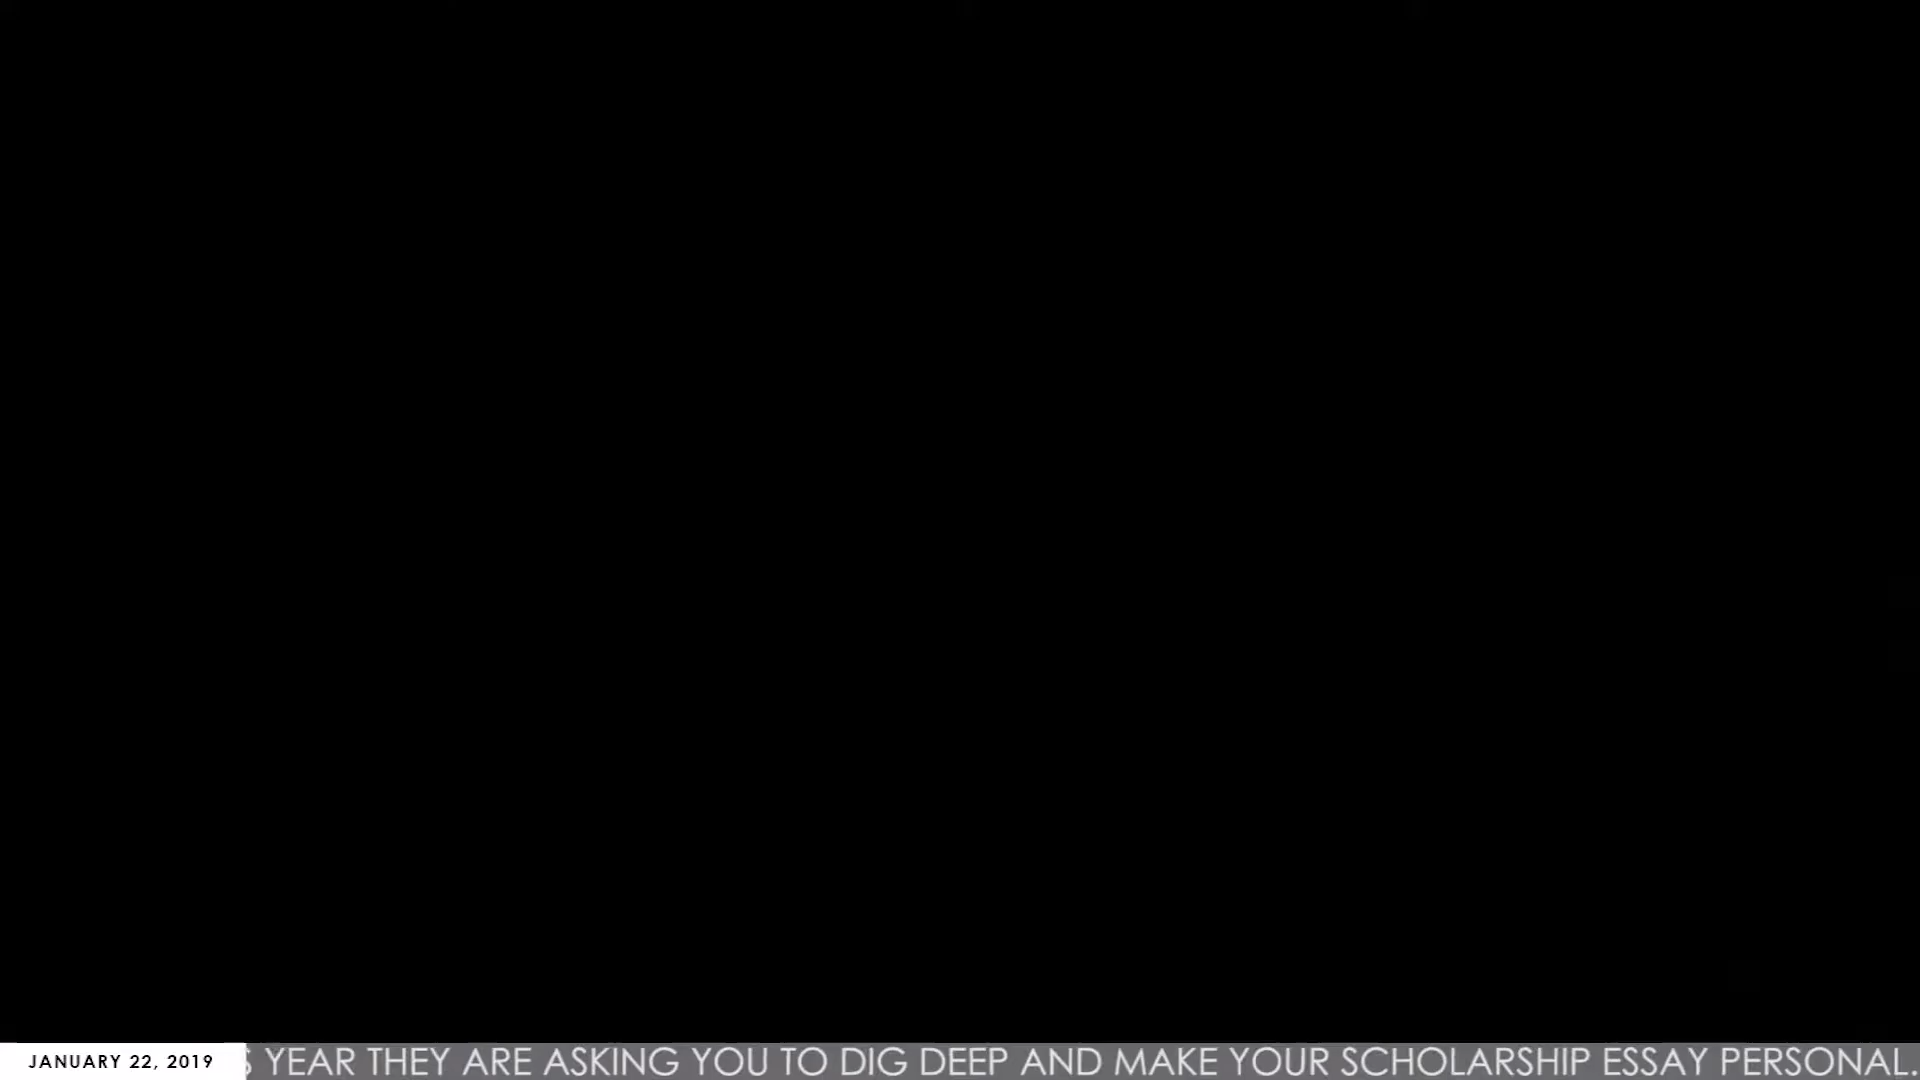 JANUARY 22, 2019
YEAR THEY ARE ASKING YOU TO DIG DEEP AND MAKE YOUR SCHOLARSHIP ESSAY PERSONAL.